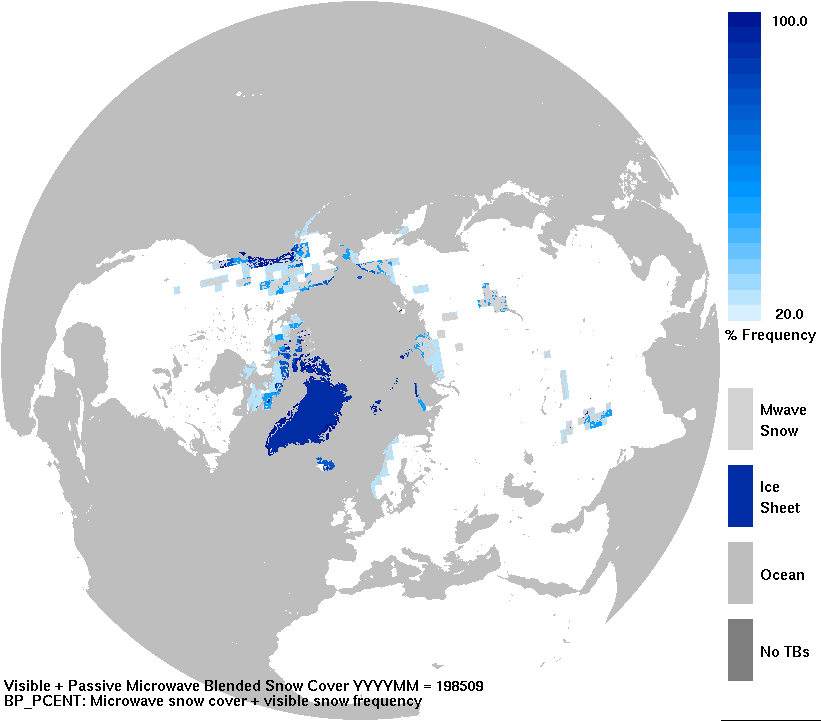 100.0
20.0
% Frequency
Mwave
Snow
Ice
Sheet
Ocean
No TBs
Visible + Passive Microwave Blended Snow Cover YYYYMM = 198509
BP_PCENT: Microwave snow cover + visible snow frequency